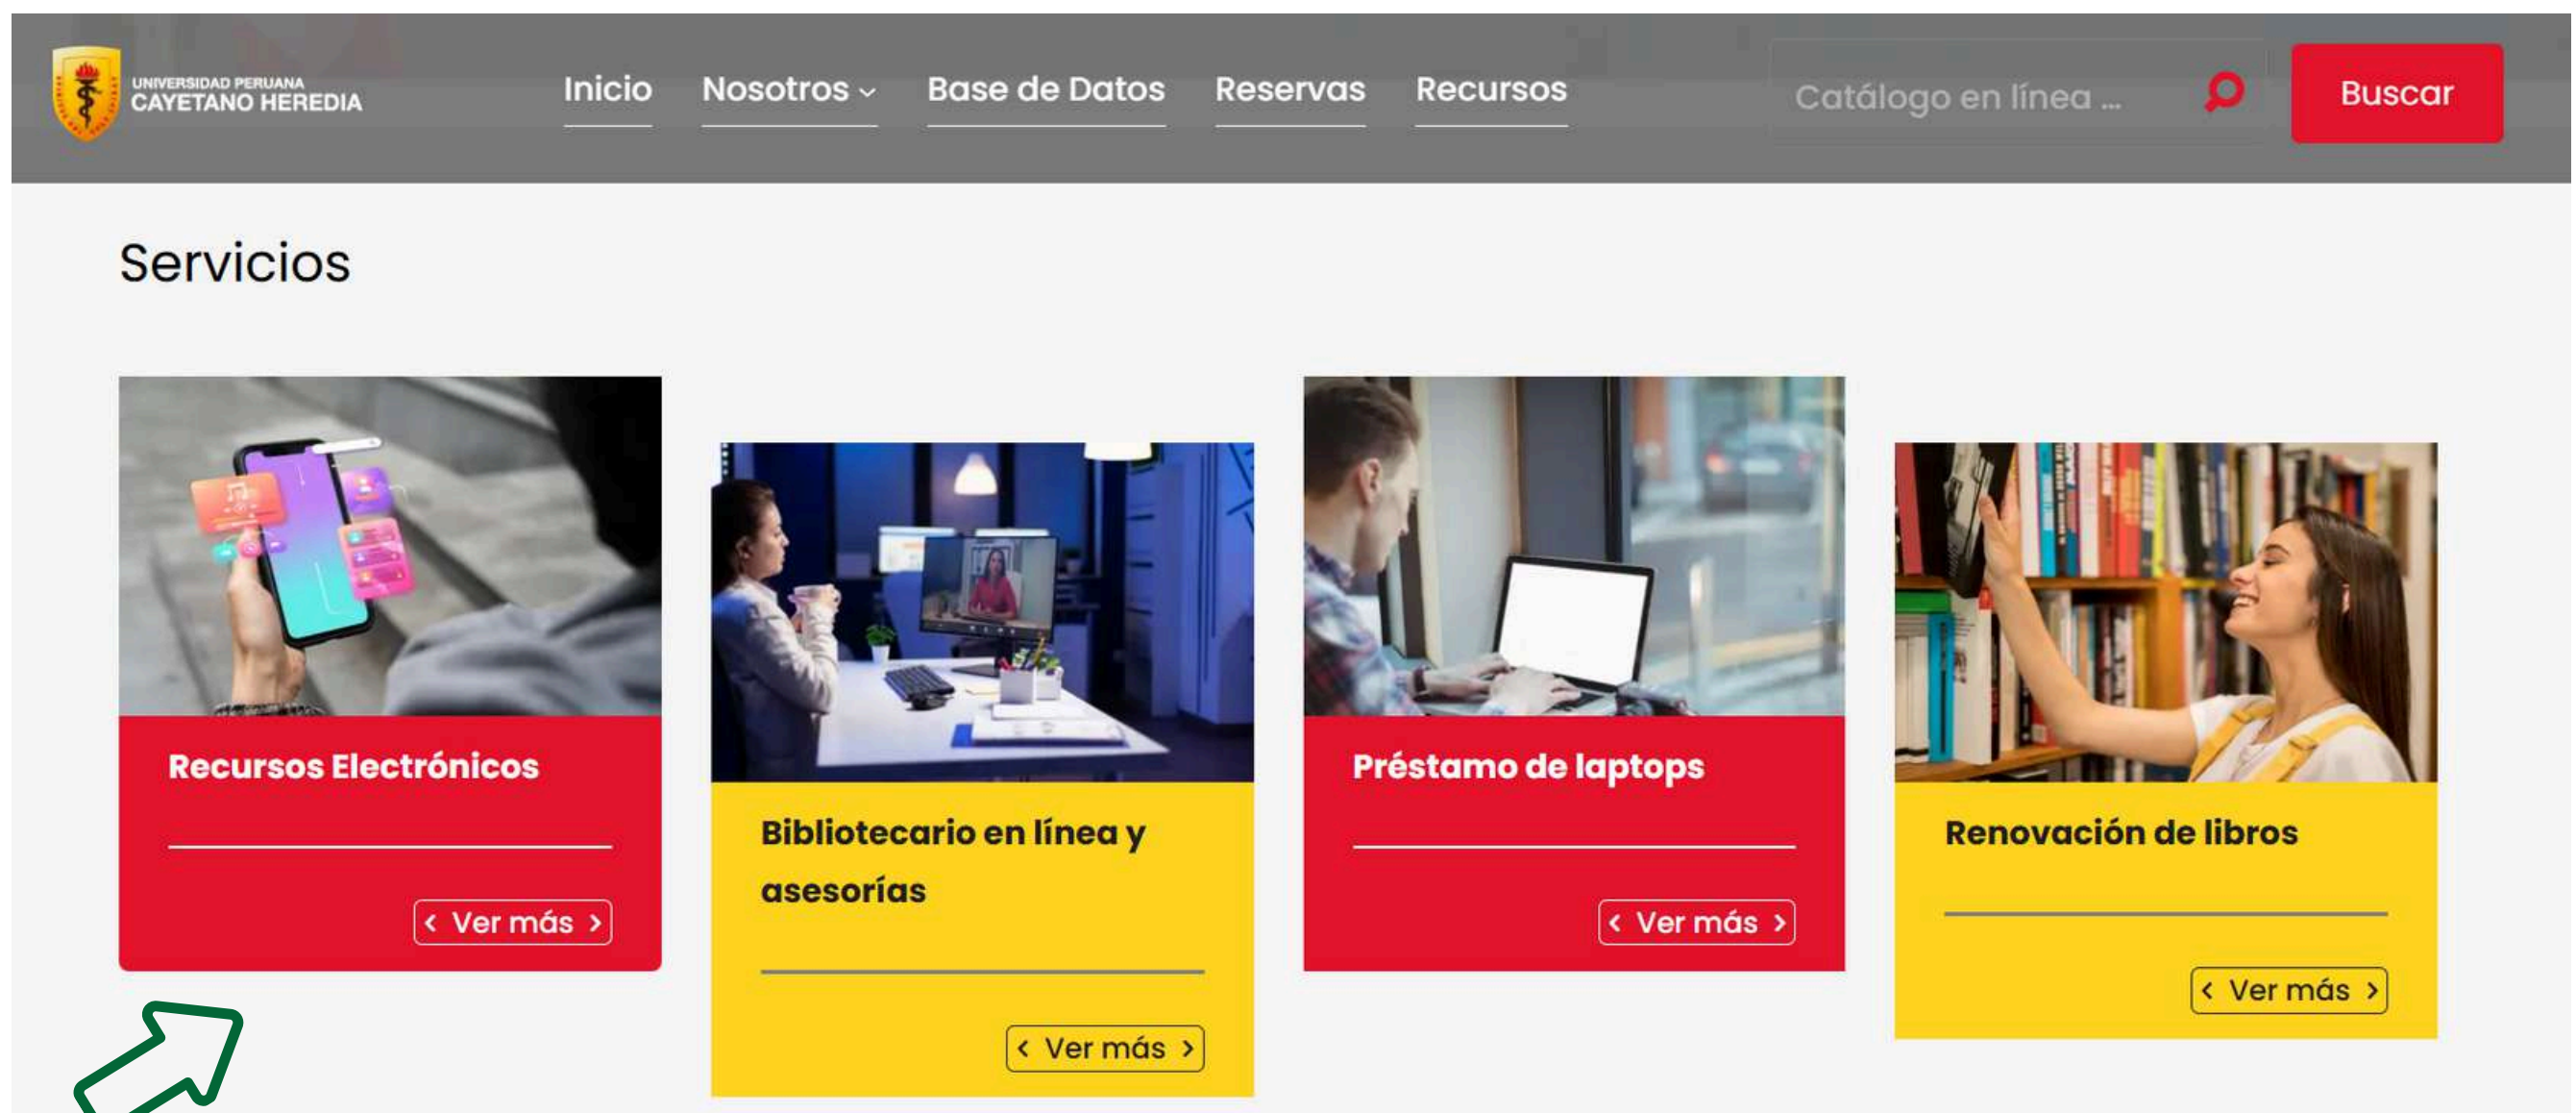 UNIVERSIDAD PERUANA
CAYETANO HEREDIA
Inicio
Nosotros
Base de Datos
Reservas
Recursos
Catálogo en línea ...
Buscar
Servicios
Recursos Electrónicos
Ver más
Bibliotecario en línea y
asesorías
Ver más
Préstamo de laptops
Ver más
Renovación de libros
Ver más